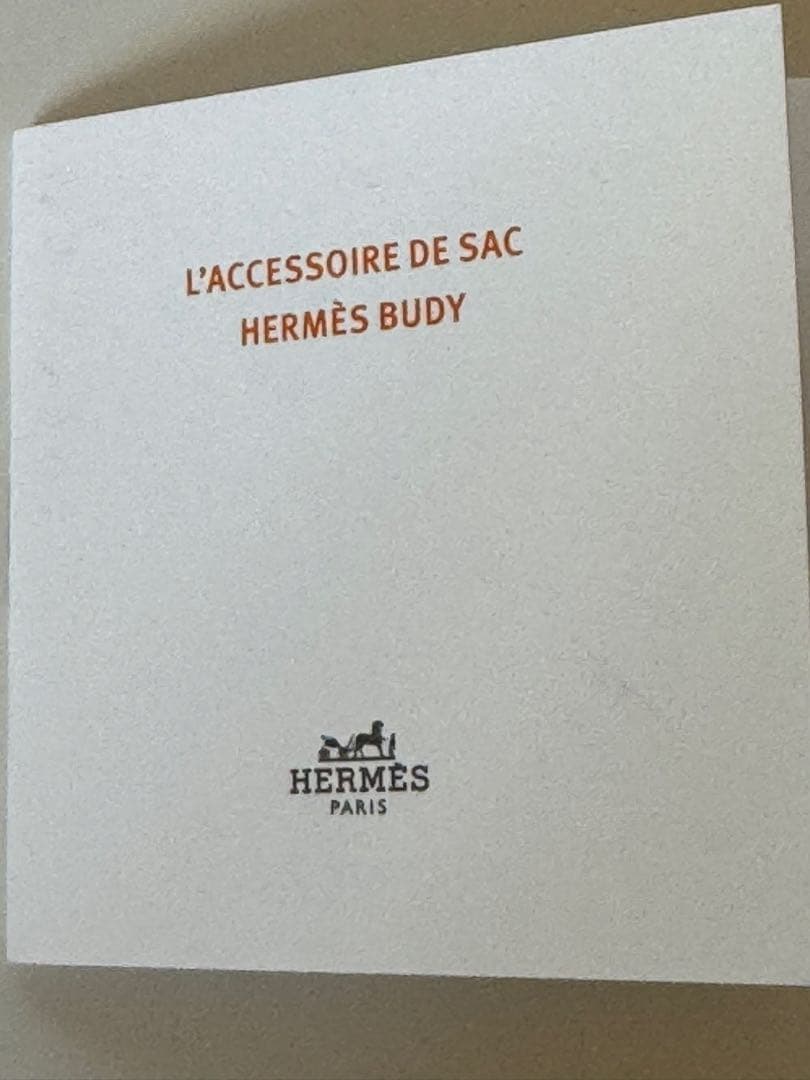 L'ACCESSOIRE DE SAC
HERMÈS BUDY
HERMÈS
PARIS